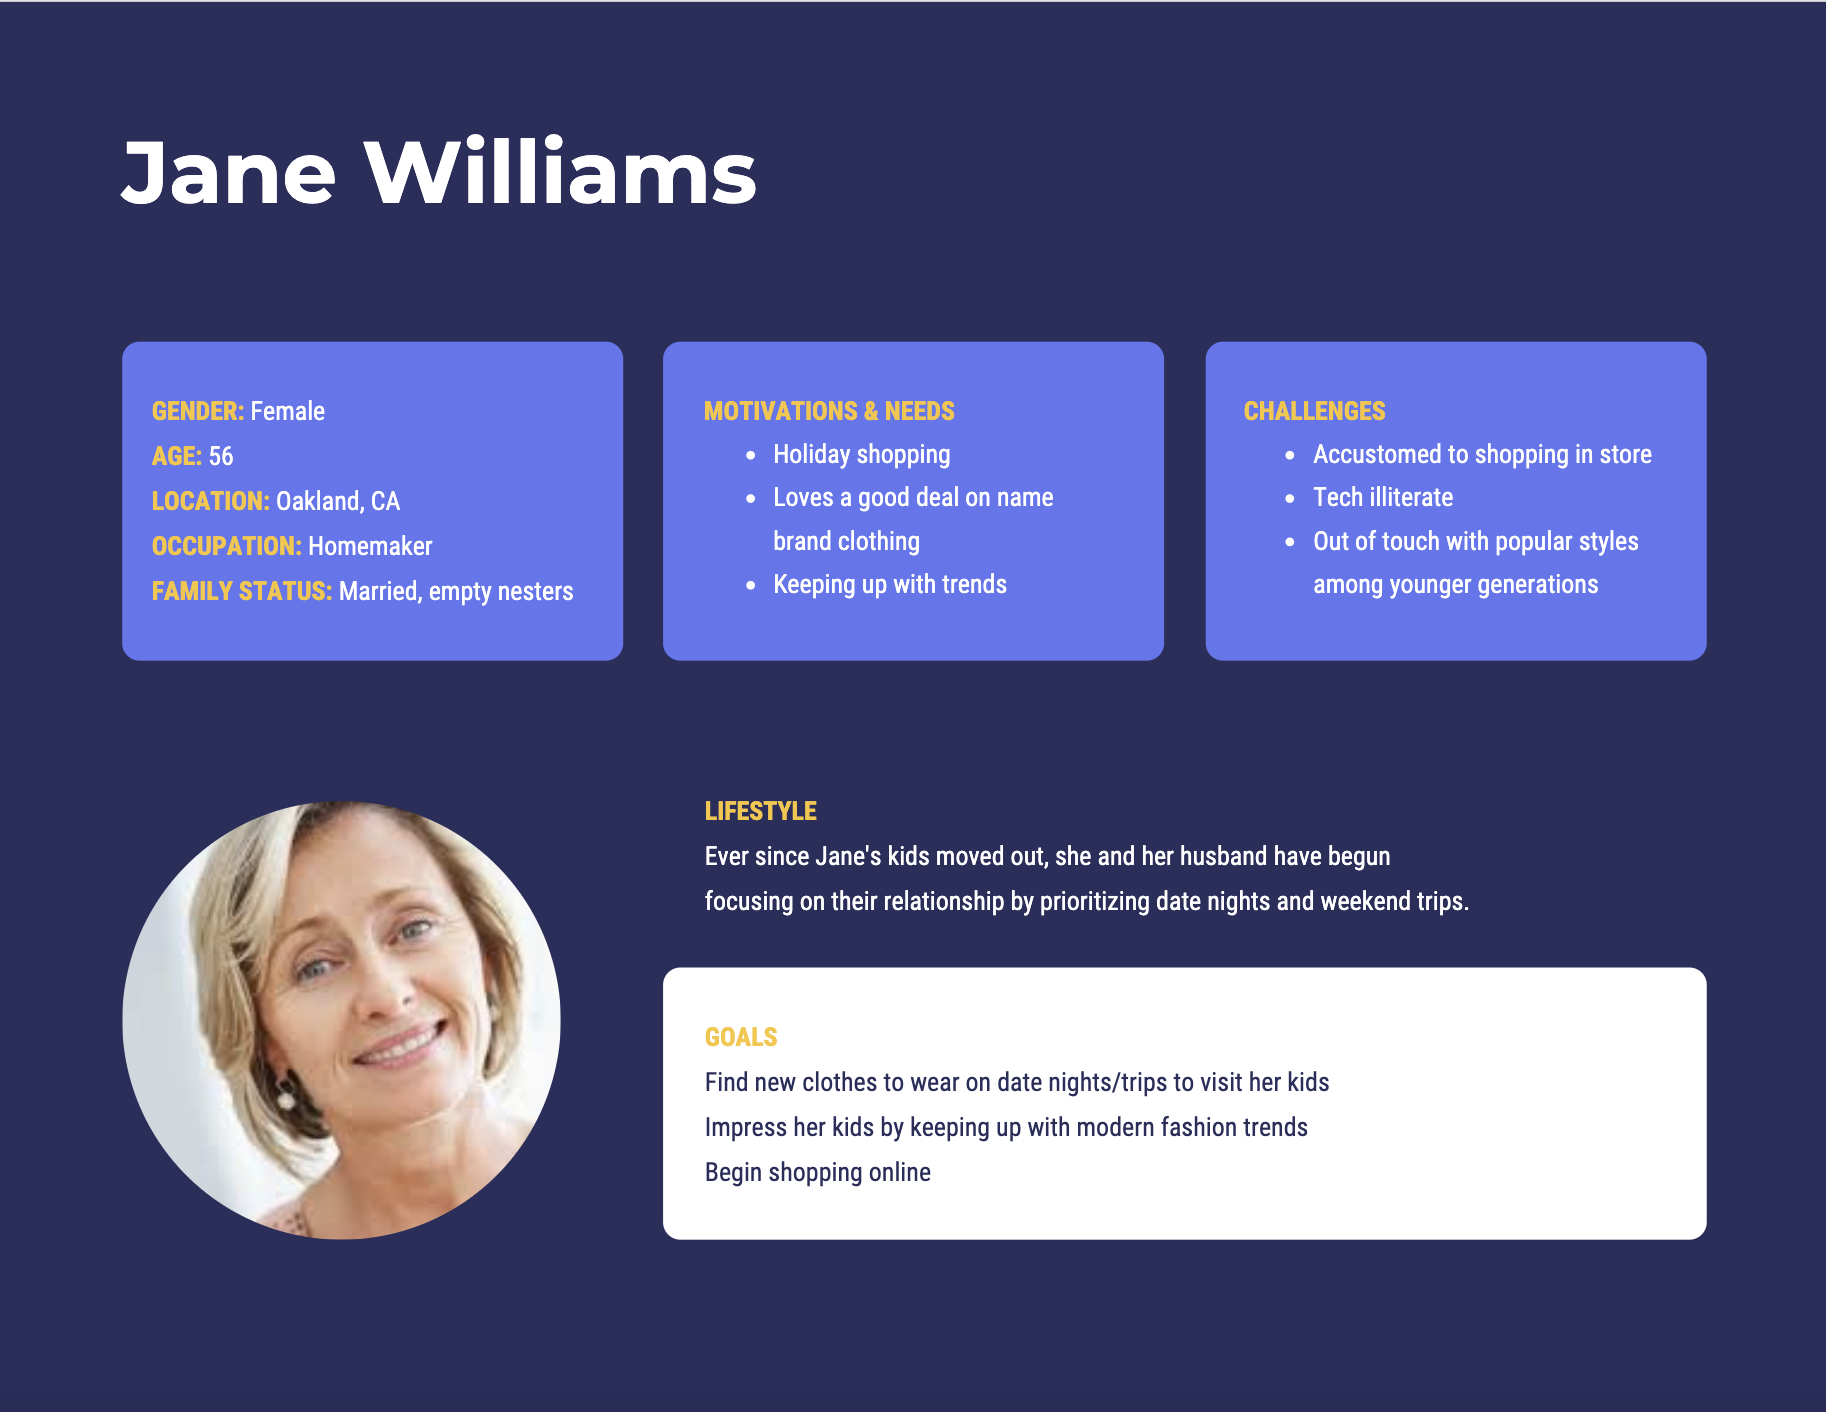 Jane Williams
GENDER: Female
AGE: 56
LOCATION: Oakland, CA
OCCUPATION: Homemaker
FAMILY STATUS: Married, empty nesters
MOTIVATIONS & NEEDS
• Holiday shopping
• Loves a good deal on name
brand clothing
• Keeping up with trends
CHALLENGES
• Accustomed to shopping in store
• Tech illiterate
• Out of touch with popular styles
among younger generations
LIFESTYLE
Ever since Jane's kids moved out, she and her husband have begun
focusing on their relationship by prioritizing date nights and weekend trips.
GOALS
Find new clothes to wear on date nights/trips to visit her kids
Impress her kids by keeping up with modern fashion trends
Begin shopping online